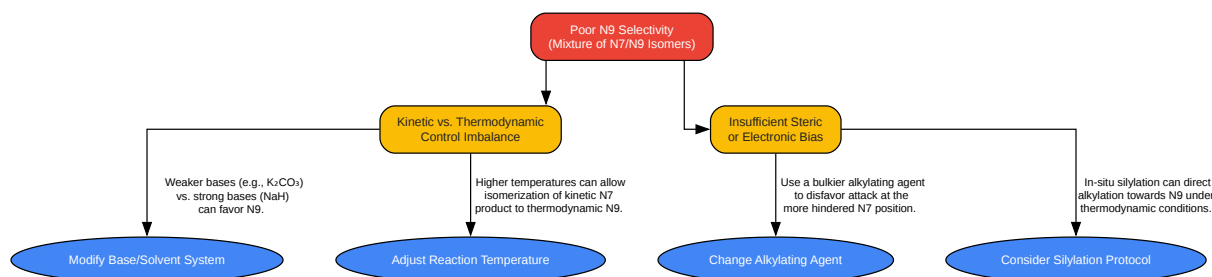 Poor N9 Selectivity
(Mixture of N7/N9 Isomers)
Kinetic vs. Thermodynamic
Control Imbalance
Insufficient Steric
or Electronic Bias
Weaker bases (e.g., K₂CO₃)
vs. strong bases (NaH)
can favor N9.
Higher temperatures can allow
isomerization of kinetic N7
product to thermodynamic N9.
Use a bulkier alkylating agent
to disfavor attack at the
more hindered N7 position.
In-situ silylation can direct
alkylation towards N9 under
thermodynamic conditions.
Modify Base/Solvent System
Adjust Reaction Temperature
Change Alkylating Agent
Consider Silylation Protocol